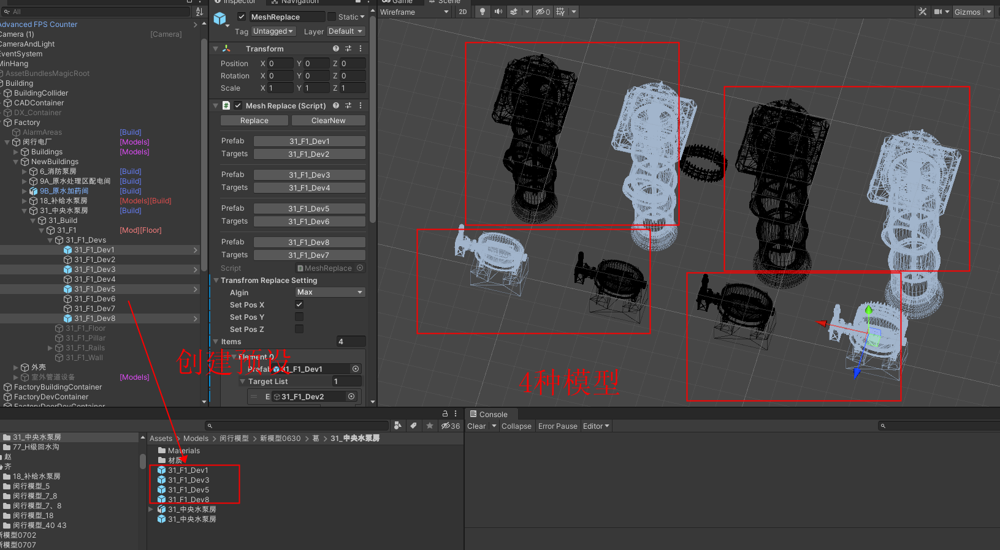 All
Advanced FPS Counter
Camera (1) [Camera]
CameraAndLight
EventSystem
MinHang
AssetBundlesMagicRoot
Building
BuildingCollider
CADContainer
DX_Container
Factory
AlarmAreas [Build]
闵行电厂 [Models]
Buildings [Models]
NewBuildings
6_消防泵房 [Build]
9A_原水处理区配电间 [Build]
9B_原水加药间 [Build]
18_补给水泵房 [Models][Build]
31_中央水泵房 [Build]
31_Build
31_F1 [Mod][Floor]
31_F1_Devs
31_F1_Dev1
31_F1_Dev2
31_F1_Dev3
31_F1_Dev4
31_F1_Dev5
31_F1_Dev6
31_F1_Dev7
31_F1_Dev8
31_F1_Floor
31_F1_Pillar
31_F1_Rails
31_F1_Wall
外壳
室外管道设备 [Models]
FactoryBuildingContainer
FactoryDevContainer
FactoryDoorDevContainer
Inspector Navigation
MeshReplace Static
Tag Untagged Layer Default
Transform
Position X 0 Y 0 Z 0
Rotation X 0 Y 0 Z 0
Scale X 1 Y 1 Z 1
# Mesh Replace (Script)
Replace ClearNew
Prefab 31_F1_Dev1
Targets 31_F1_Dev2
Prefab 31_F1_Dev3
Targets 31_F1_Dev4
Prefab 31_F1_Dev5
Targets 31_F1_Dev6
Prefab 31_F1_Dev8
Targets 31_F1_Dev7
Script MeshReplace
Transfrom Replace Setting
Algin Max
Set Pos X
Set Pos Y
Set Pos Z
Items 4
Element 0
Prefab 31_F1_Dev1
Target List 1
E 31_F1_Dev2
创建预设
Game Scene
Wireframe 2D 0 Gizmos
4种模型
36
31_中央水泵房
77_H级回水沟
赵
齐
18_补给水泵房
闵行模型_5
闵行模型_7_8
闵行模型_7、8
闵行模型_18
闵行模型_40 43
新模型0702
新模型0707
Assets > Models > 闵行模型 > 新模型0630 > 葛 > 31_中央水泵房
Materials
材质
31_F1_Dev1
31_F1_Dev3
31_F1_Dev5
31_F1_Dev8
31_中央水泵房
31_中央水泵房
Console
Clear Collapse Error Pause Editor